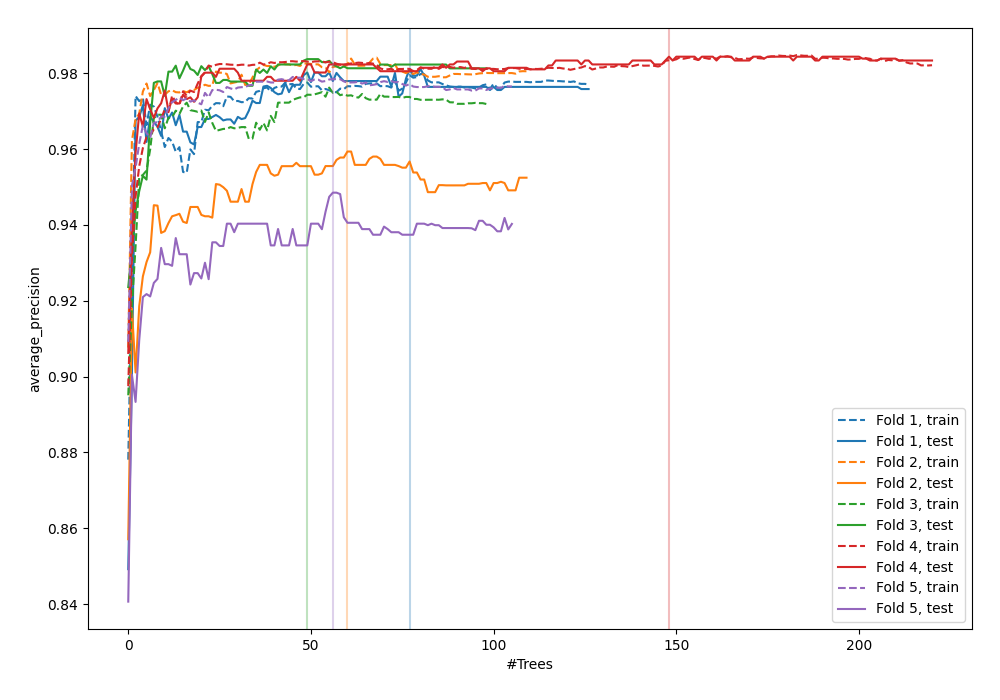 0.98
0.96
0.94
0.92
0.90
0.88
0.86
0.84
average_precision
0
50
100
150
200
#Trees
Fold 1, train
Fold 1, test
Fold 2, train
Fold 2, test
Fold 3, train
Fold 3, test
Fold 4, train
Fold 4, test
Fold 5, train
Fold 5, test